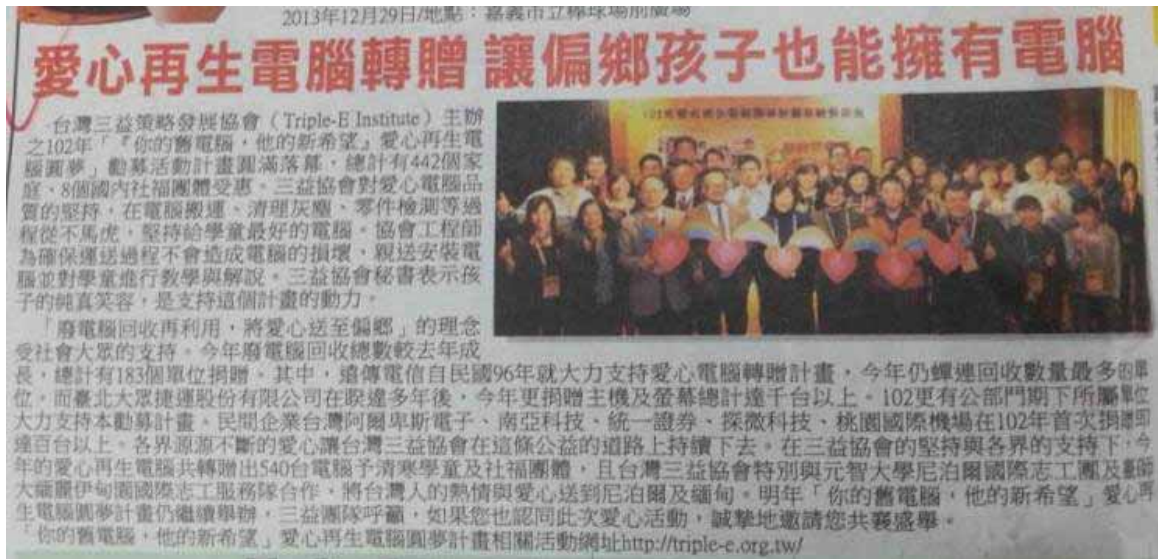 2013年12月29日/地點：嘉義市立棒球場前廣場
愛心再生電腦轉贈 讓偏鄉孩子也能擁有電腦
台灣三益策略發展協會（Triple-E Institute）主辦
之102年「『你的舊電腦，他的新希望』愛心再生電
腦圓夢」勸募活動計畫圓滿落幕，總計有442個家
庭、8個國內社福團體受惠。三益協會對愛心電腦品
質的堅持，在電腦搬運、清理灰塵、零件檢測等過
程從不馬虎，堅持給學童最好的電腦。協會工程師
為確保運送過程不會造成電腦的損壞，親送安裝電
腦並對學童進行教學與解說。三益協會秘書表示孩
子的純真笑容，是支持這個計畫的動力。
「廢電腦回收再利用，將愛心送至偏鄉」的理念
受社會大眾的支持。今年廢電腦回收總數較去年成
長，總計有183個單位捐贈。其中，遠傳電信自民國96年就大力支持愛心電腦轉贈計畫，今年仍蟬連回收數量最多的單
位。而臺北大眾捷運股份有限公司在睽違多年後，今年更捐贈主機及螢幕總計達千台以上。102更有公部門期下所屬單位
大力支持本勸募計畫。民間企業台灣阿爾卑斯電子、南亞科技、統一證券、探微科技、桃園國際機場在102年首次捐贈即
達百台以上。各界源源不斷的愛心讓台灣三益協會在這條公益的道路上持續下去。在三益協會的堅持與各界的支持下，今
年的愛心再生電腦共轉贈出540台電腦予清寒學童及社福團體，且台灣三益協會特別與元智大學尼泊爾國際志工團及臺師
大緬麗伊甸園國際志工服務隊合作，將台灣人的熱情與愛心送到尼泊爾及緬甸。明年「你的舊電腦，他的新希望」愛心再
生電腦圓夢計畫仍繼續舉辦，三益團隊呼籲，如果您也認同此次愛心活動，誠摯地邀請您共襄盛舉。
「你的舊電腦，他的新希望」愛心再生電腦圓夢計畫相關活動網址http://triple-e.org.tw/